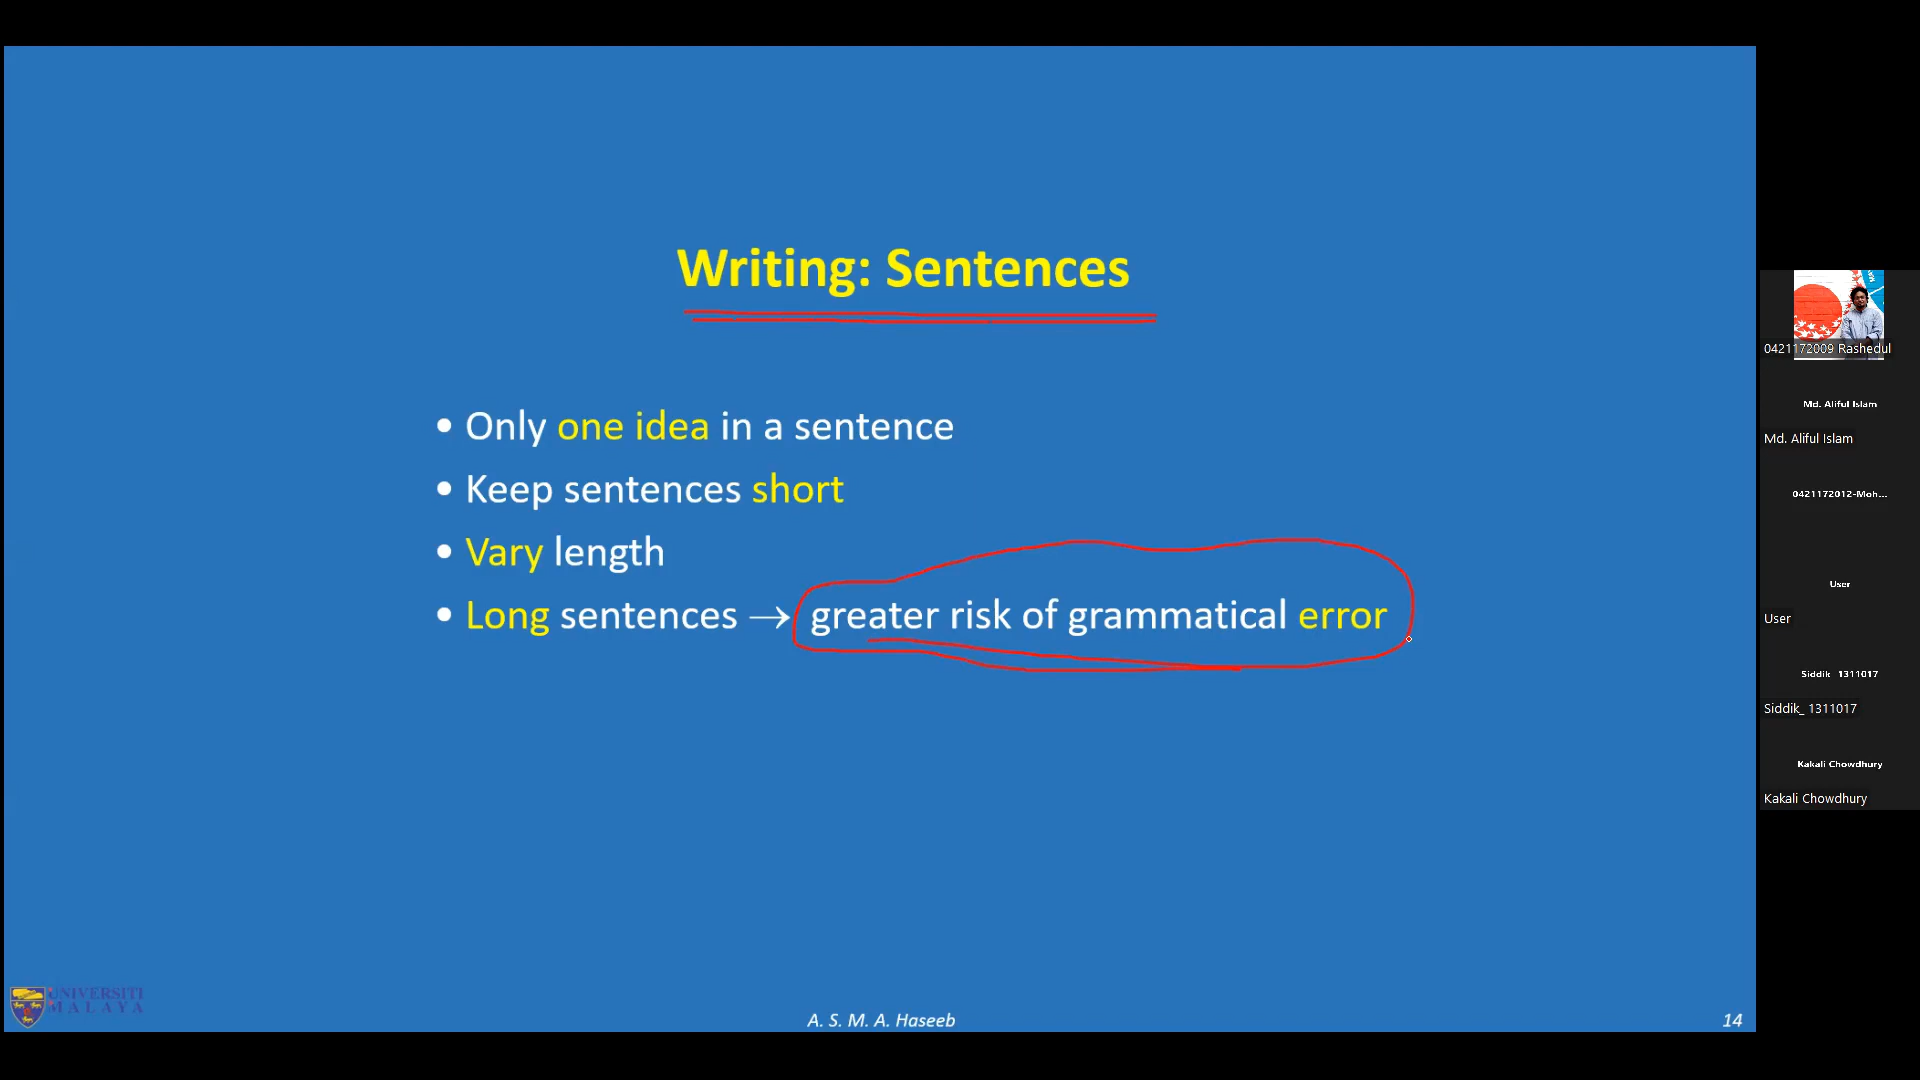 Writing: Sentences
• Only one idea in a sentence
• Keep sentences short
• Vary length
• Long sentences → greater risk of grammatical error
UNIVERSITI
MALAYA
A. S. M. A. Haseeb
14
0421172009 Rashedul
Md. Aliful Islam
Md. Aliful Islam
0421172012-Moh...
User
User
Siddik_ 1311017
Siddik_ 1311017
Kakali Chowdhury
Kakali Chowdhury